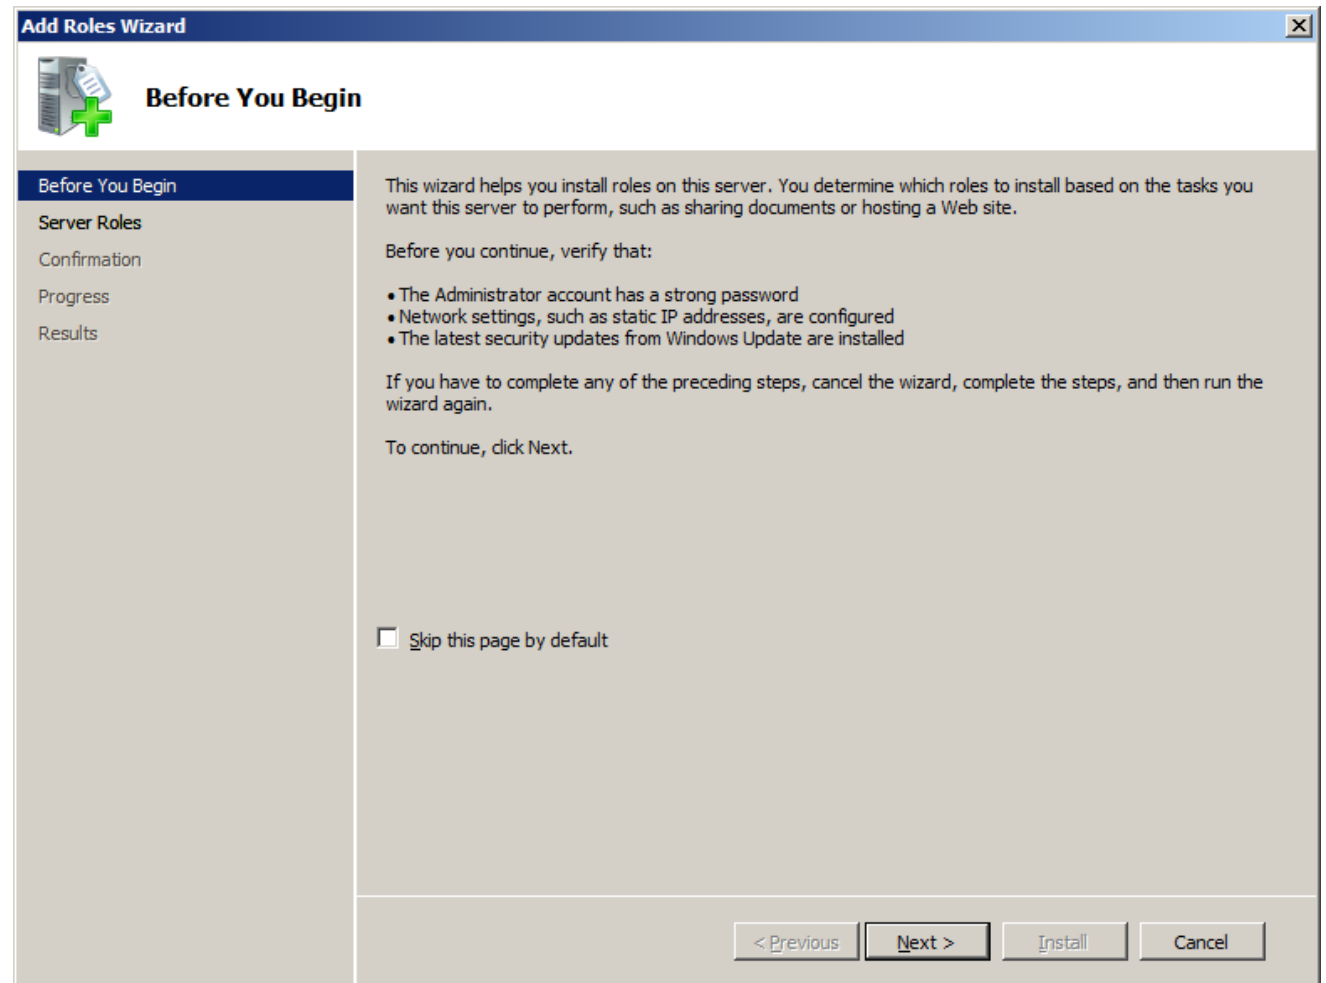 Add Roles Wizard
Before You Begin
Before You Begin
Server Roles
Confirmation
Progress
Results
This wizard helps you install roles on this server. You determine which roles to install based on the tasks you
want this server to perform, such as sharing documents or hosting a Web site.
Before you continue, verify that:
• The Administrator account has a strong password
• Network settings, such as static IP addresses, are configured
• The latest security updates from Windows Update are installed
If you have to complete any of the preceding steps, cancel the wizard, complete the steps, and then run the
wizard again.
To continue, click Next.
Skip this page by default
< Previous Next > Install Cancel